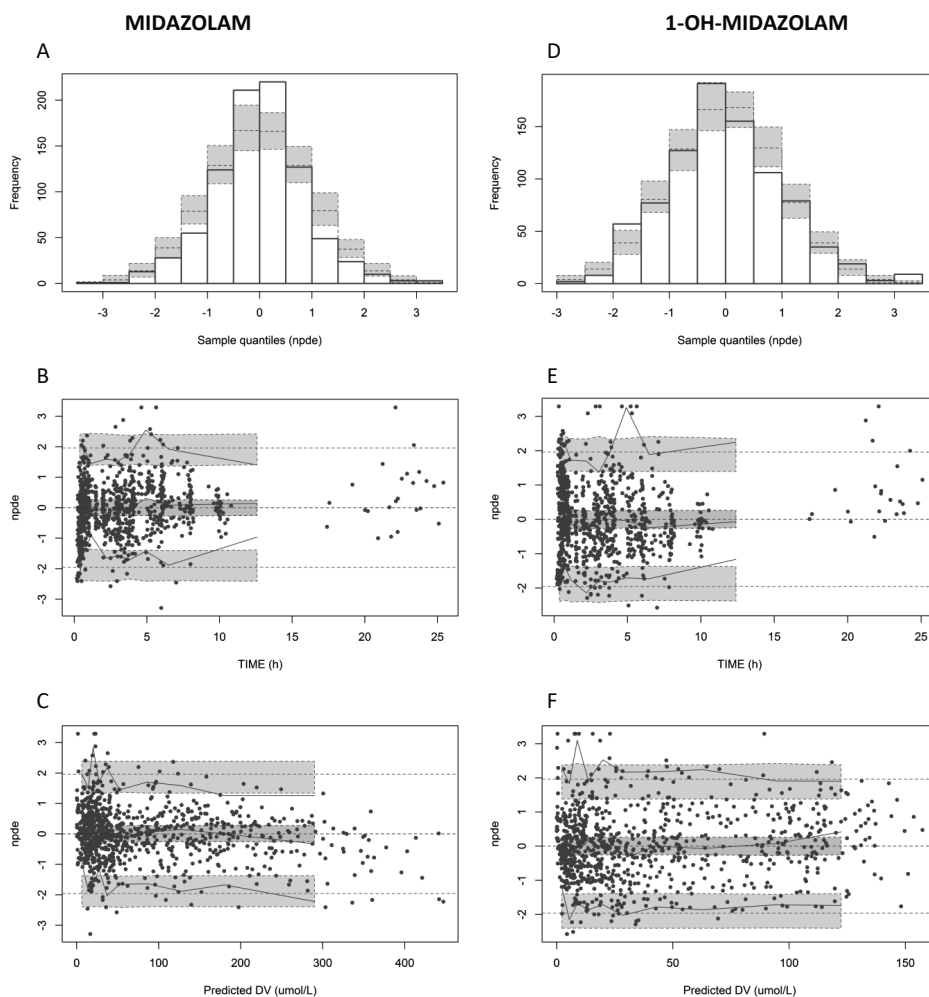 MIDAZOLAM
1-OH-MIDAZOLAM
A
Frequency
200
150
100
50
0
-3 -2 -1 0 1 2 3
Sample quantiles (npde)
D
Frequency
150
100
50
0
-3 -2 -1 0 1 2 3
Sample quantiles (npde)
B
npde
3
2
1
0
-1
-2
-3
0 5 10 15 20 25
TIME (h)
E
npde
3
2
1
0
-1
-2
0 5 10 15 20 25
TIME (h)
C
npde
3
2
1
0
-1
-2
-3
0 100 200 300 400
Predicted DV (umol/L)
F
npde
3
2
1
0
-1
-2
0 50 100 150
Predicted DV (umol/L)